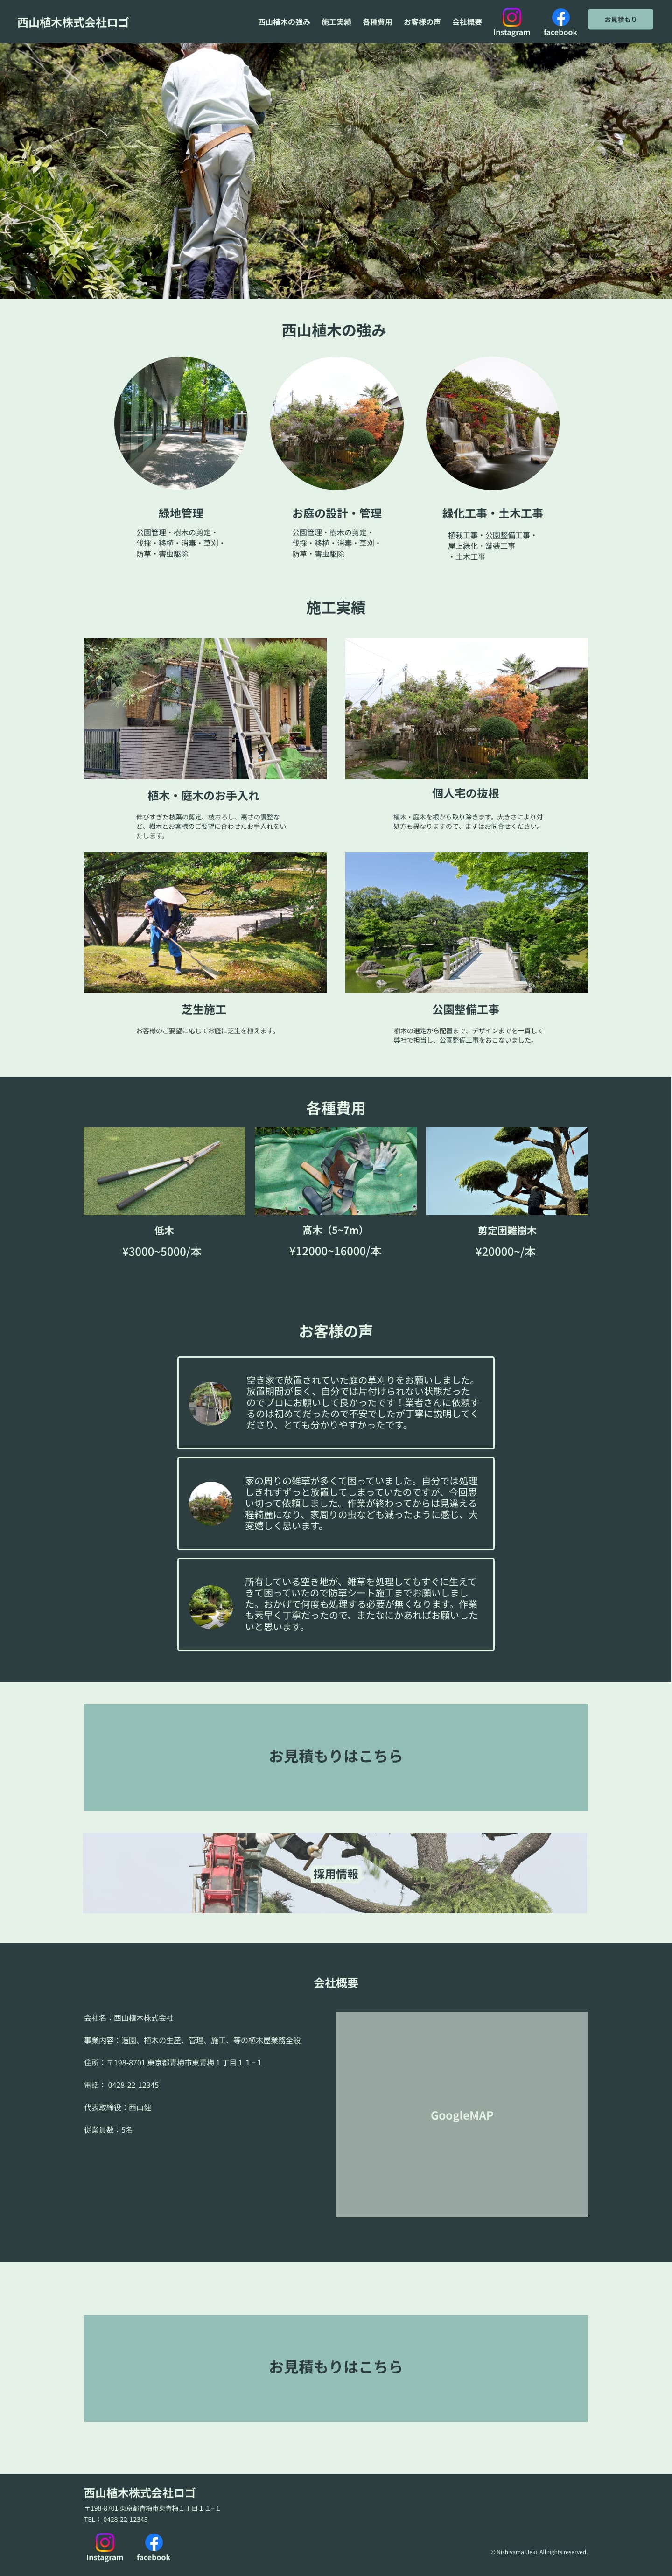 西山植木株式会社ロゴ
西山植木の強み 施工実績 各種費用 お客様の声 会社概要 Instagram facebook お見積もり
西山植木の強み
緑地管理
公園管理・樹木の剪定・
伐採・移植・消毒・草刈・
防草・害虫駆除
お庭の設計・管理
公園管理・樹木の剪定・
伐採・移植・消毒・草刈・
防草・害虫駆除
緑化工事・土木工事
植栽工事・公園整備工事・
屋上緑化・舗装工事
・土木工事
施工実績
植木・庭木のお手入れ
伸びすぎた枝葉の剪定、枝おろし、高さの調整な
ど、樹木とお客様のご要望に合わせたお手入れをい
たします。
個人宅の抜根
植木・庭木を根から取り除きます。大きさにより対
処方も異なりますので、まずはお問合せください。
芝生施工
お客様のご要望に応じてお庭に芝生を植えます。
公園整備工事
樹木の選定から配置まで、デザインまでを一貫して
弊社で担当し、公園整備工事をおこないました。
各種費用
低木
¥3000~5000/本
高木（5~7m）
¥12000~16000/本
剪定困難樹木
¥20000~/本
お客様の声
空き家で放置されていた庭の草刈りをお願いしました。
放置期間が長く、自分では片付けられない状態だった
のでプロにお願いして良かったです！業者さんに依頼す
るのは初めてだったので不安でしたが丁寧に説明してく
ださり、とても分かりやすかったです。
家の周りの雑草が多くて困っていました。自分では処理
しきれずずっと放置してしまっていたのですが、今回思
い切って依頼しました。作業が終わってからは見違える
程綺麗になり、家周りの虫なども減ったように感じ、大
変嬉しく思います。
所有している空き地が、雑草を処理してもすぐに生えて
きて困っていたので防草シート施工までお願いしまし
た。おかげで何度も処理する必要が無くなります。作業
も素早く丁寧だったので、またなにかあればお願いした
いと思います。
お見積もりはこちら
採用情報
会社概要
会社名：西山植木株式会社
事業内容：造園、植木の生産、管理、施工、等の植木屋業務全般
住所：〒198-8701 東京都青梅市東青梅１丁目１１−１
電話： 0428-22-12345
代表取締役：西山健
従業員数：5名
GoogleMAP
お見積もりはこちら
西山植木株式会社ロゴ
〒198-8701 東京都青梅市東青梅１丁目１１−１
TEL： 0428-22-12345
Instagram facebook
© Nishiyama Ueki All rights reserved.